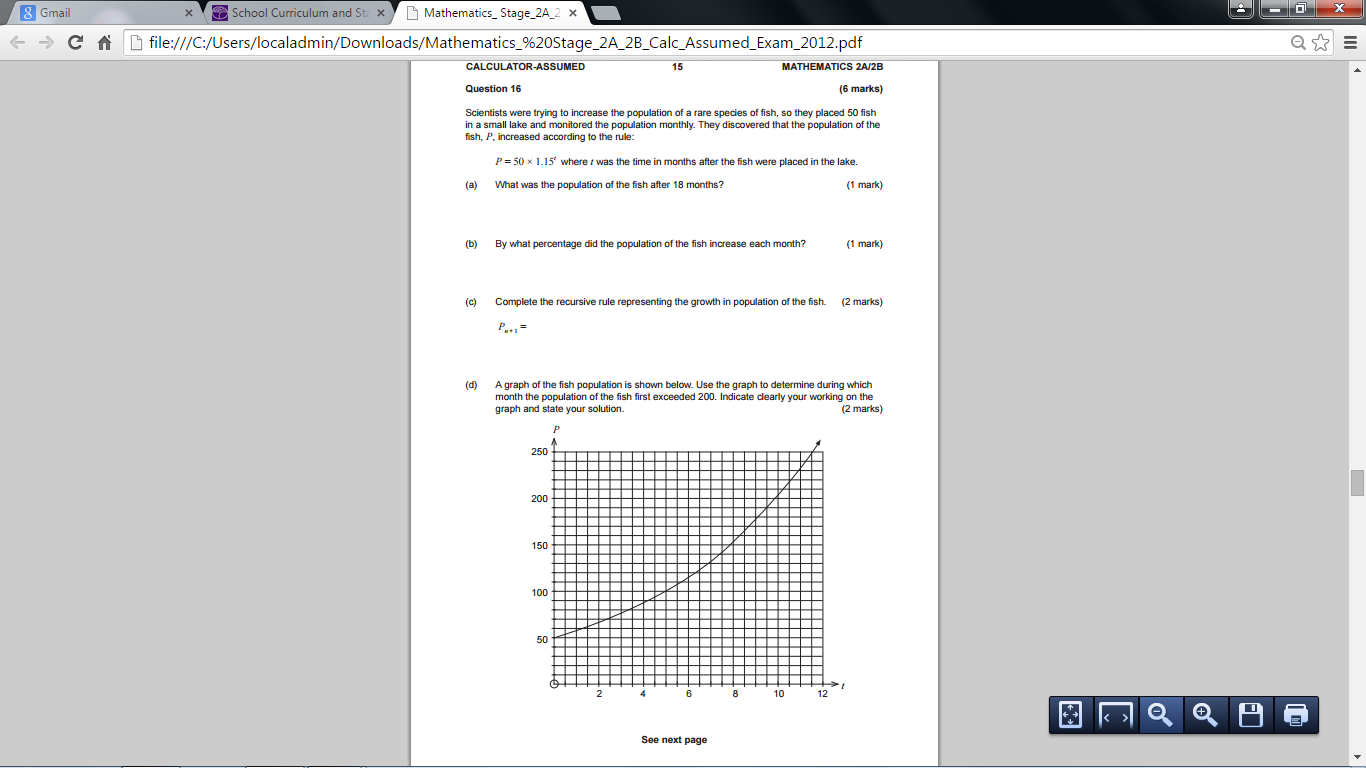 Gmail
School Curriculum and Sta
Mathematics_ Stage_2A_2
file:///C:/Users/localadmin/Downloads/Mathematics_%20Stage_2A_2B_Calc_Assumed_Exam_2012.pdf
CALCULATOR-ASSUMED 15 MATHEMATICS 2A/2B
Question 16 (6 marks)
Scientists were trying to increase the population of a rare species of fish, so they placed 50 fish
in a small lake and monitored the population monthly. They discovered that the population of the
fish, P, increased according to the rule:
P = 50 × 1.15^t where t was the time in months after the fish were placed in the lake.
(a) What was the population of the fish after 18 months? (1 mark)
(b) By what percentage did the population of the fish increase each month? (1 mark)
(c) Complete the recursive rule representing the growth in population of the fish. (2 marks)
P_{n+1} =
(d) A graph of the fish population is shown below. Use the graph to determine during which
month the population of the fish first exceeded 200. Indicate clearly your working on the
graph and state your solution. (2 marks)
P
250
200
150
100
50
2 4 6 8 10 12 t
See next page